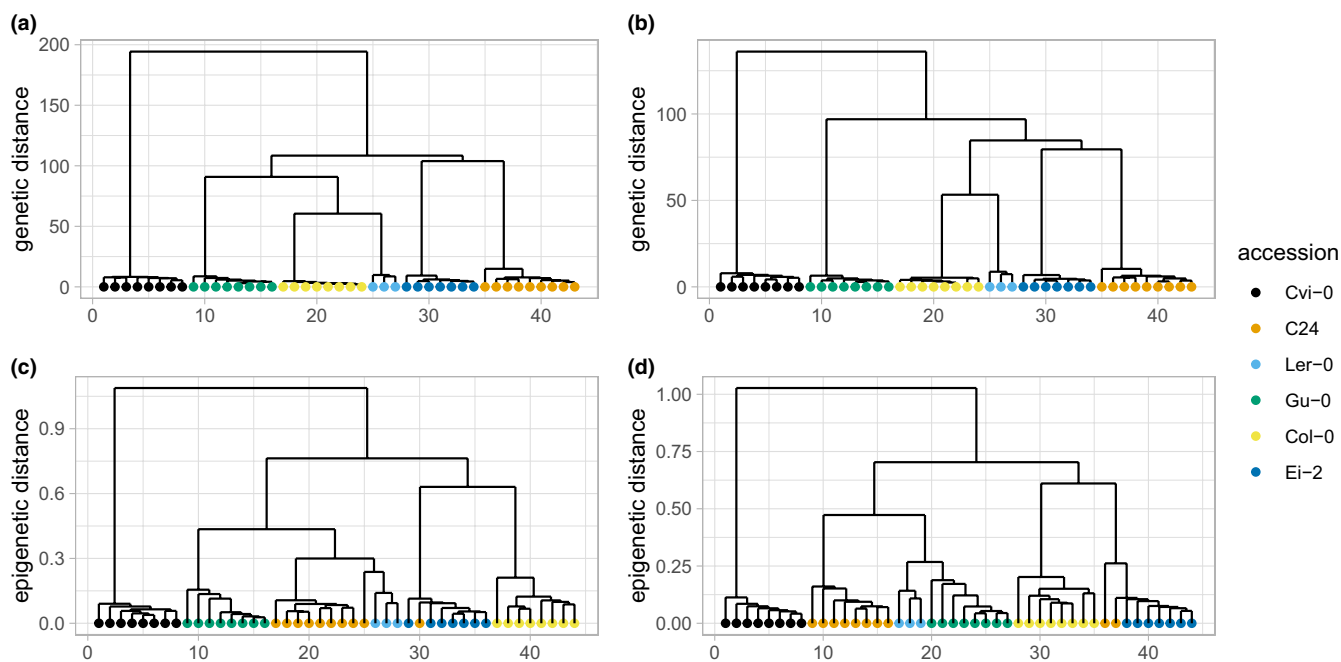 (a)
genetic distance
200
150
100
50
0
0 10 20 30 40
(b)
genetic distance
100
50
0
0 10 20 30 40
(c)
epigenetic distance
0.9
0.6
0.3
0.0
0 10 20 30 40
(d)
epigenetic distance
1.00
0.75
0.50
0.25
0.00
0 10 20 30 40
accession
Cvi−0
C24
Ler−0
Gu−0
Col−0
Ei−2